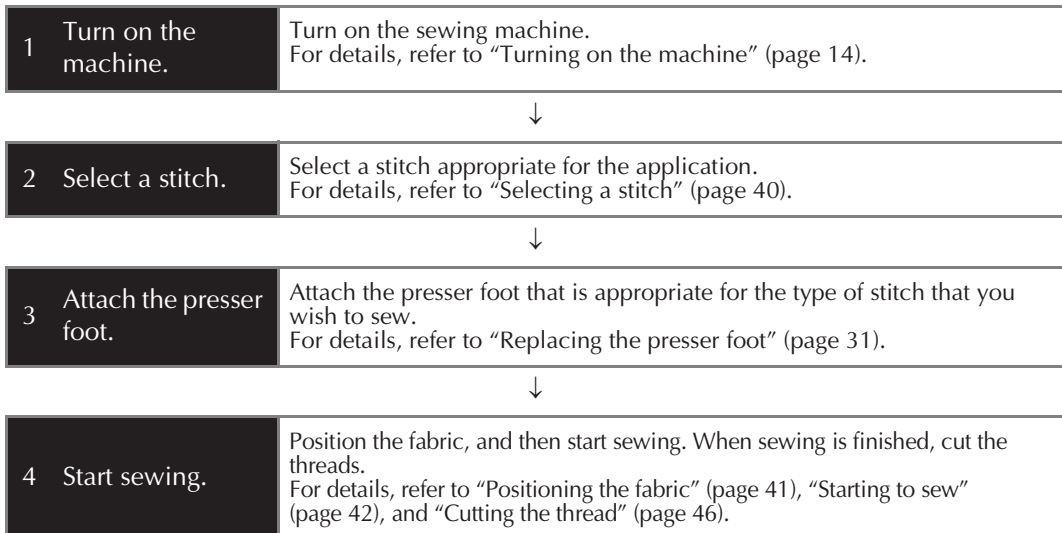 1 Turn on the
machine.
Turn on the sewing machine.
For details, refer to “Turning on the machine” (page 14).
↓
2 Select a stitch.
Select a stitch appropriate for the application.
For details, refer to “Selecting a stitch” (page 40).
↓
3 Attach the presser
foot.
Attach the presser foot that is appropriate for the type of stitch that you
wish to sew.
For details, refer to “Replacing the presser foot” (page 31).
↓
4 Start sewing.
Position the fabric, and then start sewing. When sewing is finished, cut the
threads.
For details, refer to “Positioning the fabric” (page 41), “Starting to sew”
(page 42), and “Cutting the thread” (page 46).